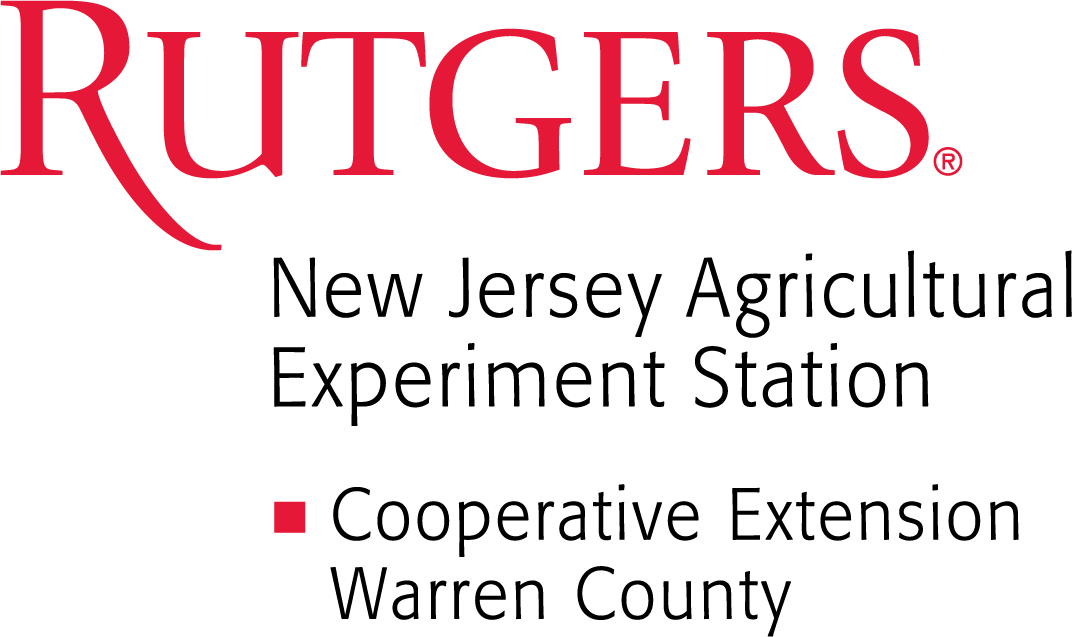 RUTGERS®
New Jersey Agricultural
Experiment Station
Cooperative Extension
Warren County